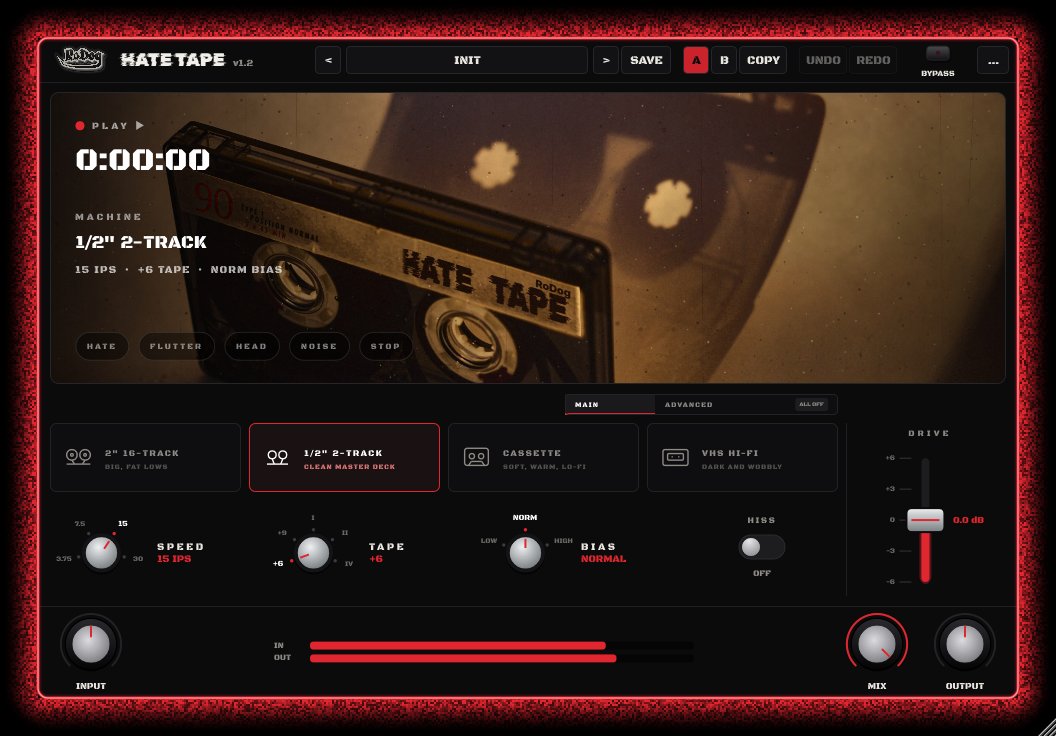 RoDog
HATE TAPE v1.2
<
INIT
>
SAVE
A
B
COPY
UNDO
REDO
BYPASS
...
PLAY
0:00:00
MACHINE
1/2" 2-TRACK
15 IPS · +6 TAPE · NORM BIAS
90
TYPE I
POSITION NORMAL
HATE TAPE
RoDog
HATE
FLUTTER
HEAD
NOISE
STOP
MAIN
ADVANCED
ALL OFF
2" 16-TRACK
BIG, FAT LOWS
1/2" 2-TRACK
CLEAN MASTER DECK
CASSETTE
SOFT, WARM, LO-FI
VHS HI-FI
DARK AND WOBBLY
DRIVE
+6
+3
0
-3
-6
0.0 dB
7.5
15
3.75
30
SPEED
15 IPS
I
+9
II
+6
IV
TAPE
+6
NORM
LOW
HIGH
BIAS
NORMAL
HISS
OFF
INPUT
IN
OUT
MIX
OUTPUT